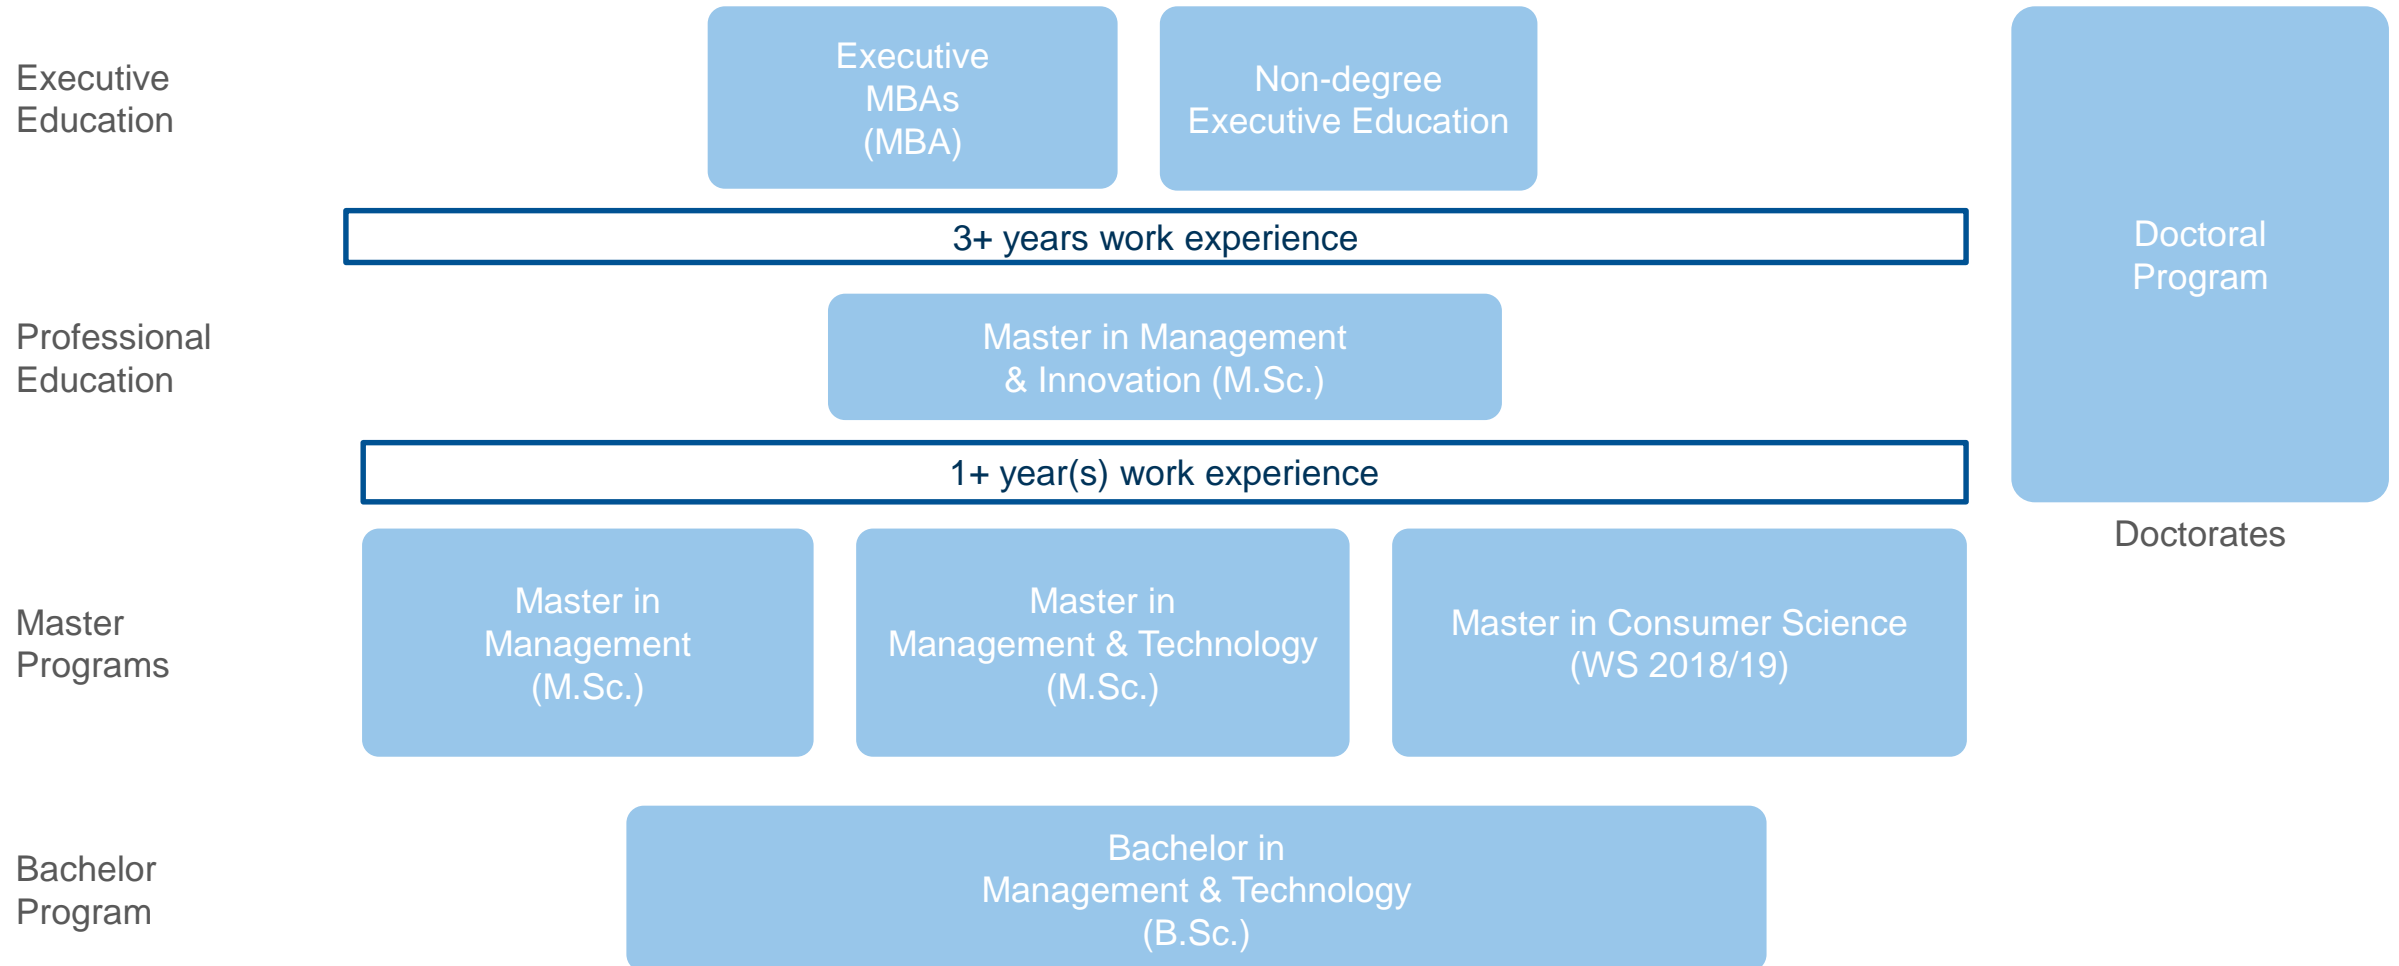 Executive
Education
Executive
MBAs
(MBA)
Non-degree
Executive Education
3+ years work experience
Doctoral
Program
Professional
Education
Master in Management
& Innovation (M.Sc.)
1+ year(s) work experience
Doctorates
Master
Programs
Master in
Management
(M.Sc.)
Master in
Management & Technology
(M.Sc.)
Master in Consumer Science
(WS 2018/19)
Bachelor
Program
Bachelor in
Management & Technology
(B.Sc.)